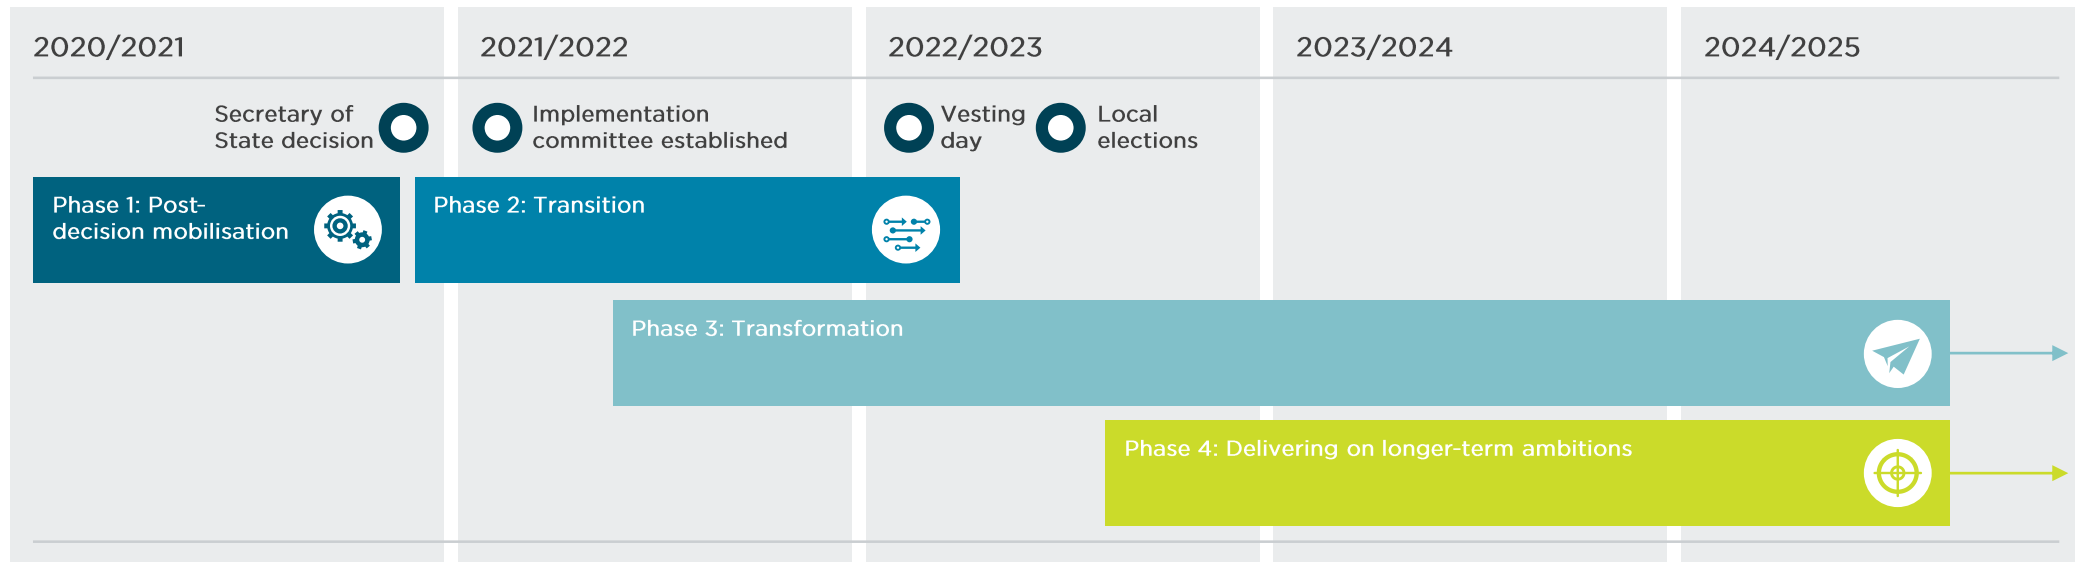 2020/2021
2021/2022
2022/2023
2023/2024
2024/2025
Secretary of
State decision
Implementation
committee established
Vesting
day
Local
elections
Phase 1: Post-
decision mobilisation
Phase 2: Transition
Phase 3: Transformation
Phase 4: Delivering on longer-term ambitions